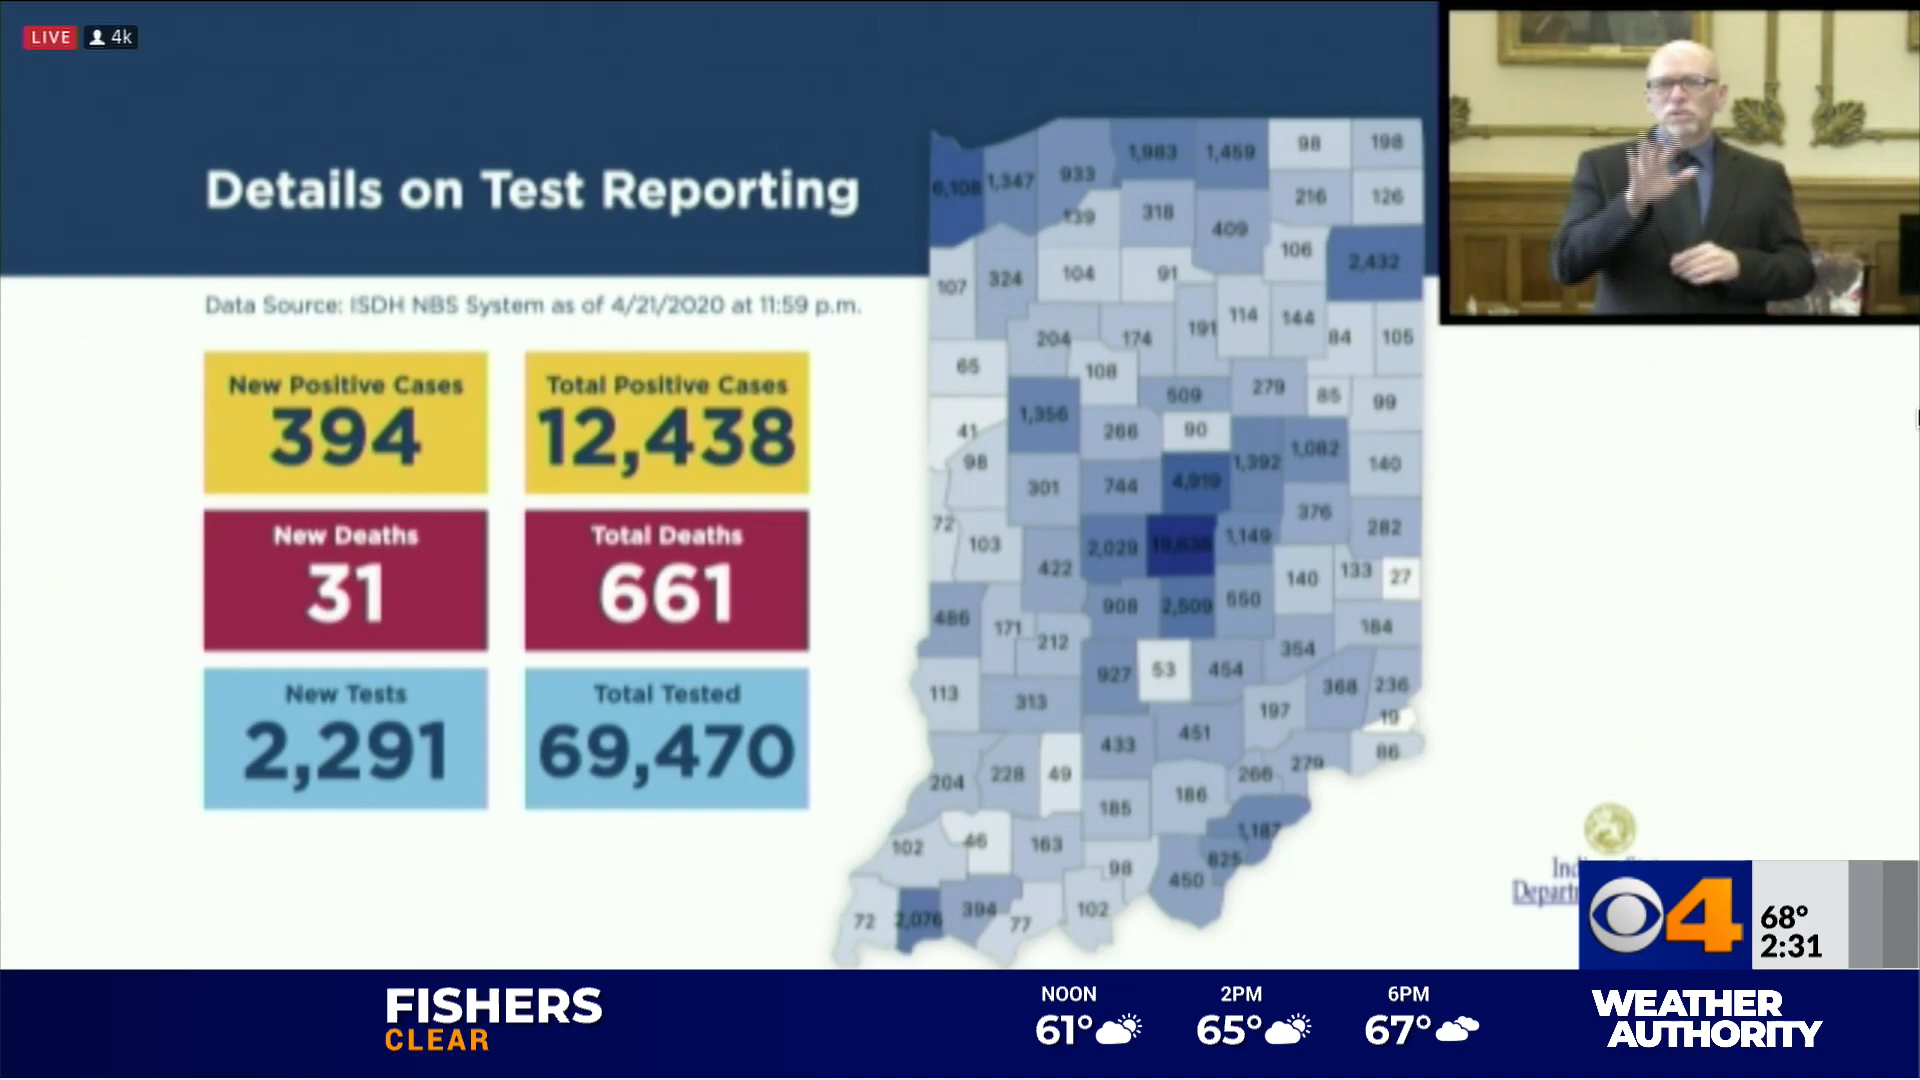 LIVE 4k
Details on Test Reporting
Data Source: ISDH NBS System as of 4/21/2020 at 11:59 p.m.
New Positive Cases
394
Total Positive Cases
12,438
New Deaths
31
Total Deaths
661
New Tests
2,291
Total Tested
69,470
6,108 1,347 933 1,983 1,459 98 198
139 318 409 216 126
107 324 104 91 106 2,432
204 174 191 114 144 84 105
65 108 509 279 85 99
41 1,356 266 90 1,392 1,082 140
98 301 744 4,919 376 282
72 103 422 2,029 1,149 140 133 27
486 171 212 908 2,509 550 354 184
113 313 927 53 454 197 368 236
19
204 228 49 433 451 266 279 86
102 46 163 185 186 1,187
98 450 825
72 2,076 394 77 102
Depart
4
68°
2:31
FISHERS
CLEAR
NOON
61°
2PM
65°
6PM
67°
WEATHER
AUTHORITY